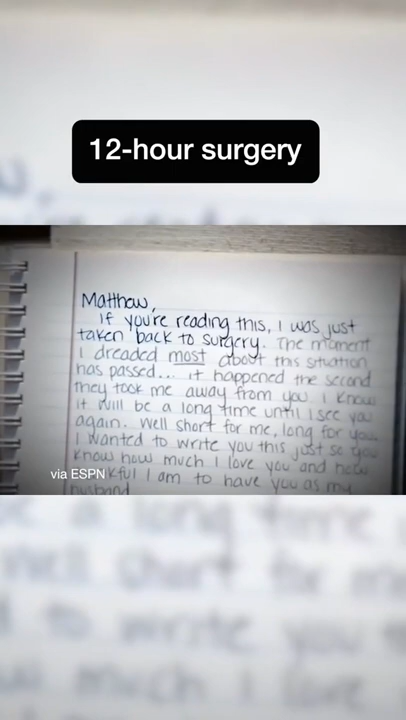 12-hour surgery
Matthew,
If you're reading this, I was just
taken back to surgery. The moment
I dreaded most about this situation
has passed... it happened the second
they took me away from you. I know
it will be a long time until I see you
again. Well short for me, long for you.
I wanted to write you this just so you
know how much I love you and how
via ESPN
kful I am to have you as my
husband